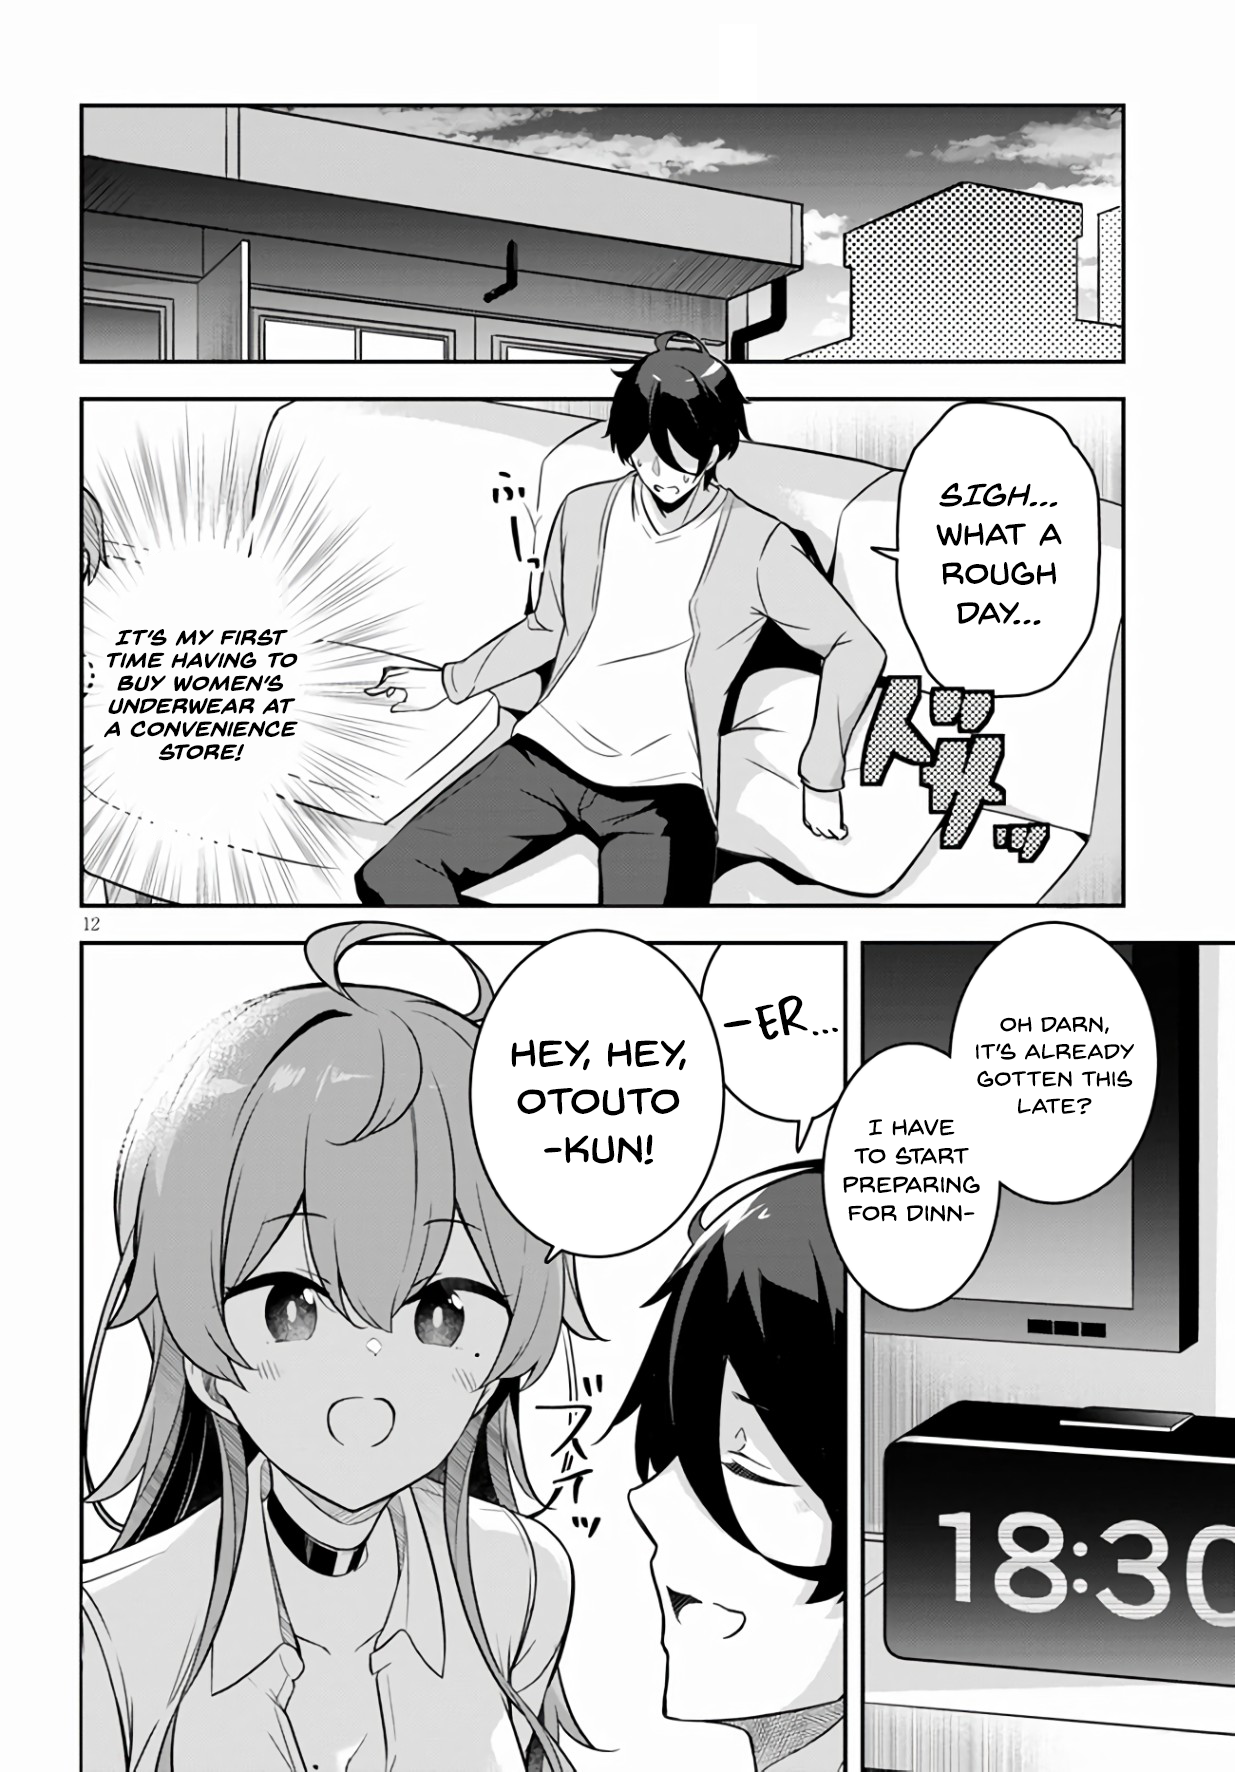 SIGH...
WHAT A
ROUGH
DAY...
ドサッ
ふーっ
IT'S MY FIRST
TIME HAVING TO
BUY WOMEN'S
UNDERWEAR AT
A CONVENIENCE
STORE!
12
OH DARN,
IT'S ALREADY
GOTTEN THIS
LATE?
I HAVE
TO START
PREPARING
FOR DINN-
18:30
-ER...
HEY, HEY,
OTOUTO
-KUN!
ズイッ